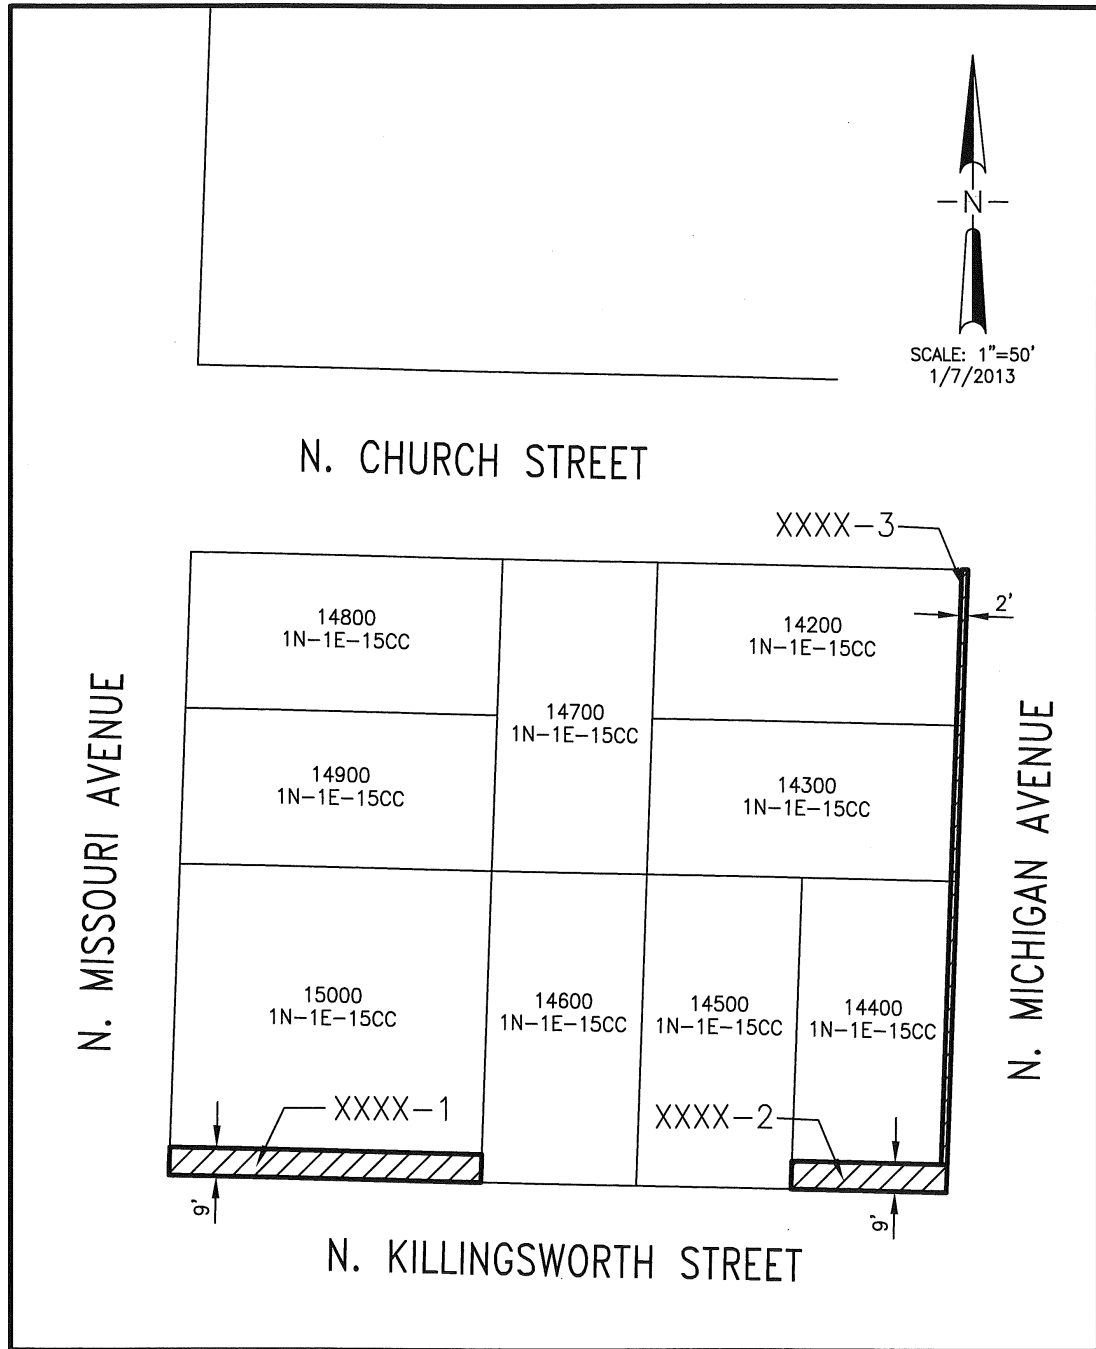 -N-
SCALE: 1"=50'
1/7/2013
N. CHURCH STREET
XXXX-3
2'
14800
1N-1E-15CC
14200
1N-1E-15CC
14700
1N-1E-15CC
14900
1N-1E-15CC
14300
1N-1E-15CC
N. MISSOURI AVENUE
N. MICHIGAN AVENUE
15000
1N-1E-15CC
14600
1N-1E-15CC
14500
1N-1E-15CC
14400
1N-1E-15CC
XXXX-1
XXXX-2
9'
9'
N. KILLINGSWORTH STREET